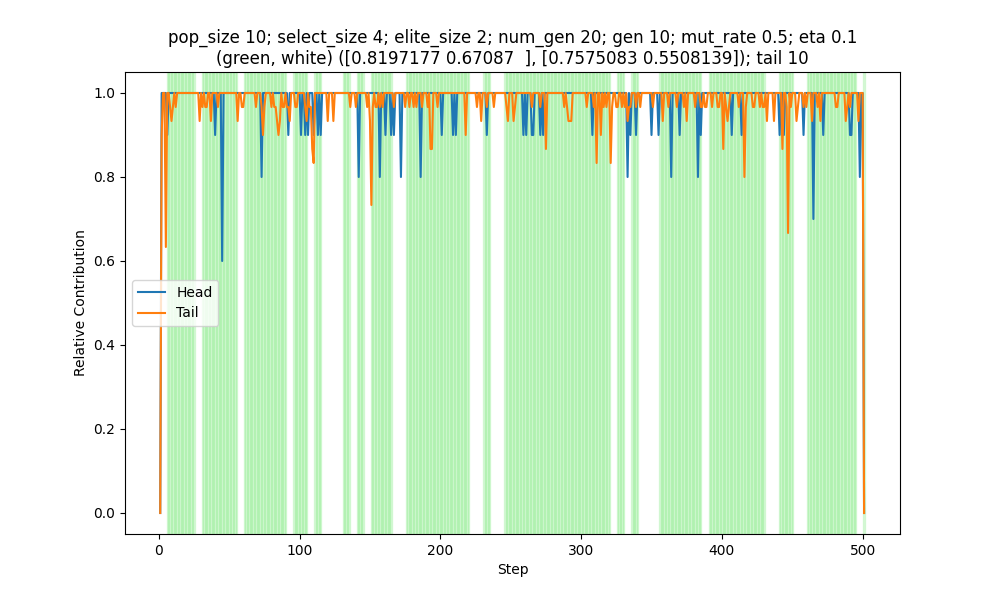 pop_size 10; select_size 4; elite_size 2; num_gen 20; gen 10; mut_rate 0.5; eta 0.1
(green, white) ([0.8197177 0.67087  ], [0.7575083 0.5508139]); tail 10
1.0
0.8
0.6
0.4
0.2
0.0
Relative Contribution
Head
Tail
0
100
200
300
400
500
Step